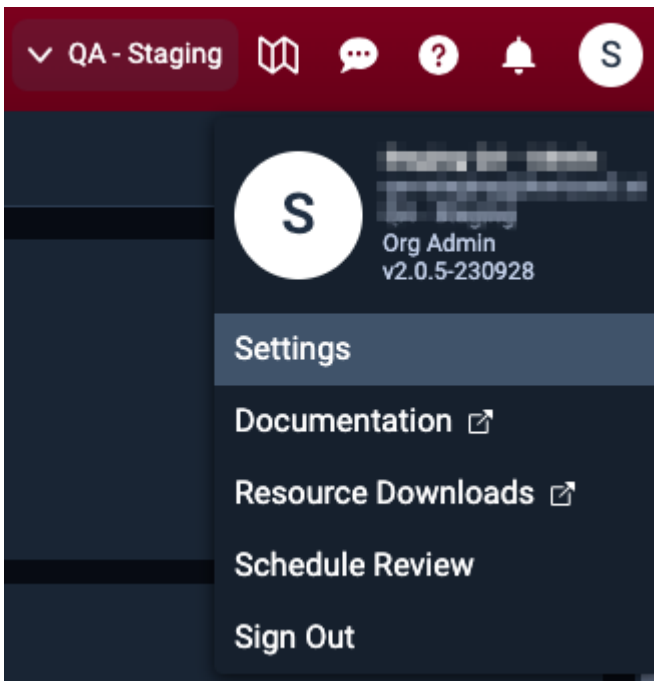 QA - Staging
S
S
Org Admin
v2.0.5-230928
Settings
Documentation
Resource Downloads
Schedule Review
Sign Out